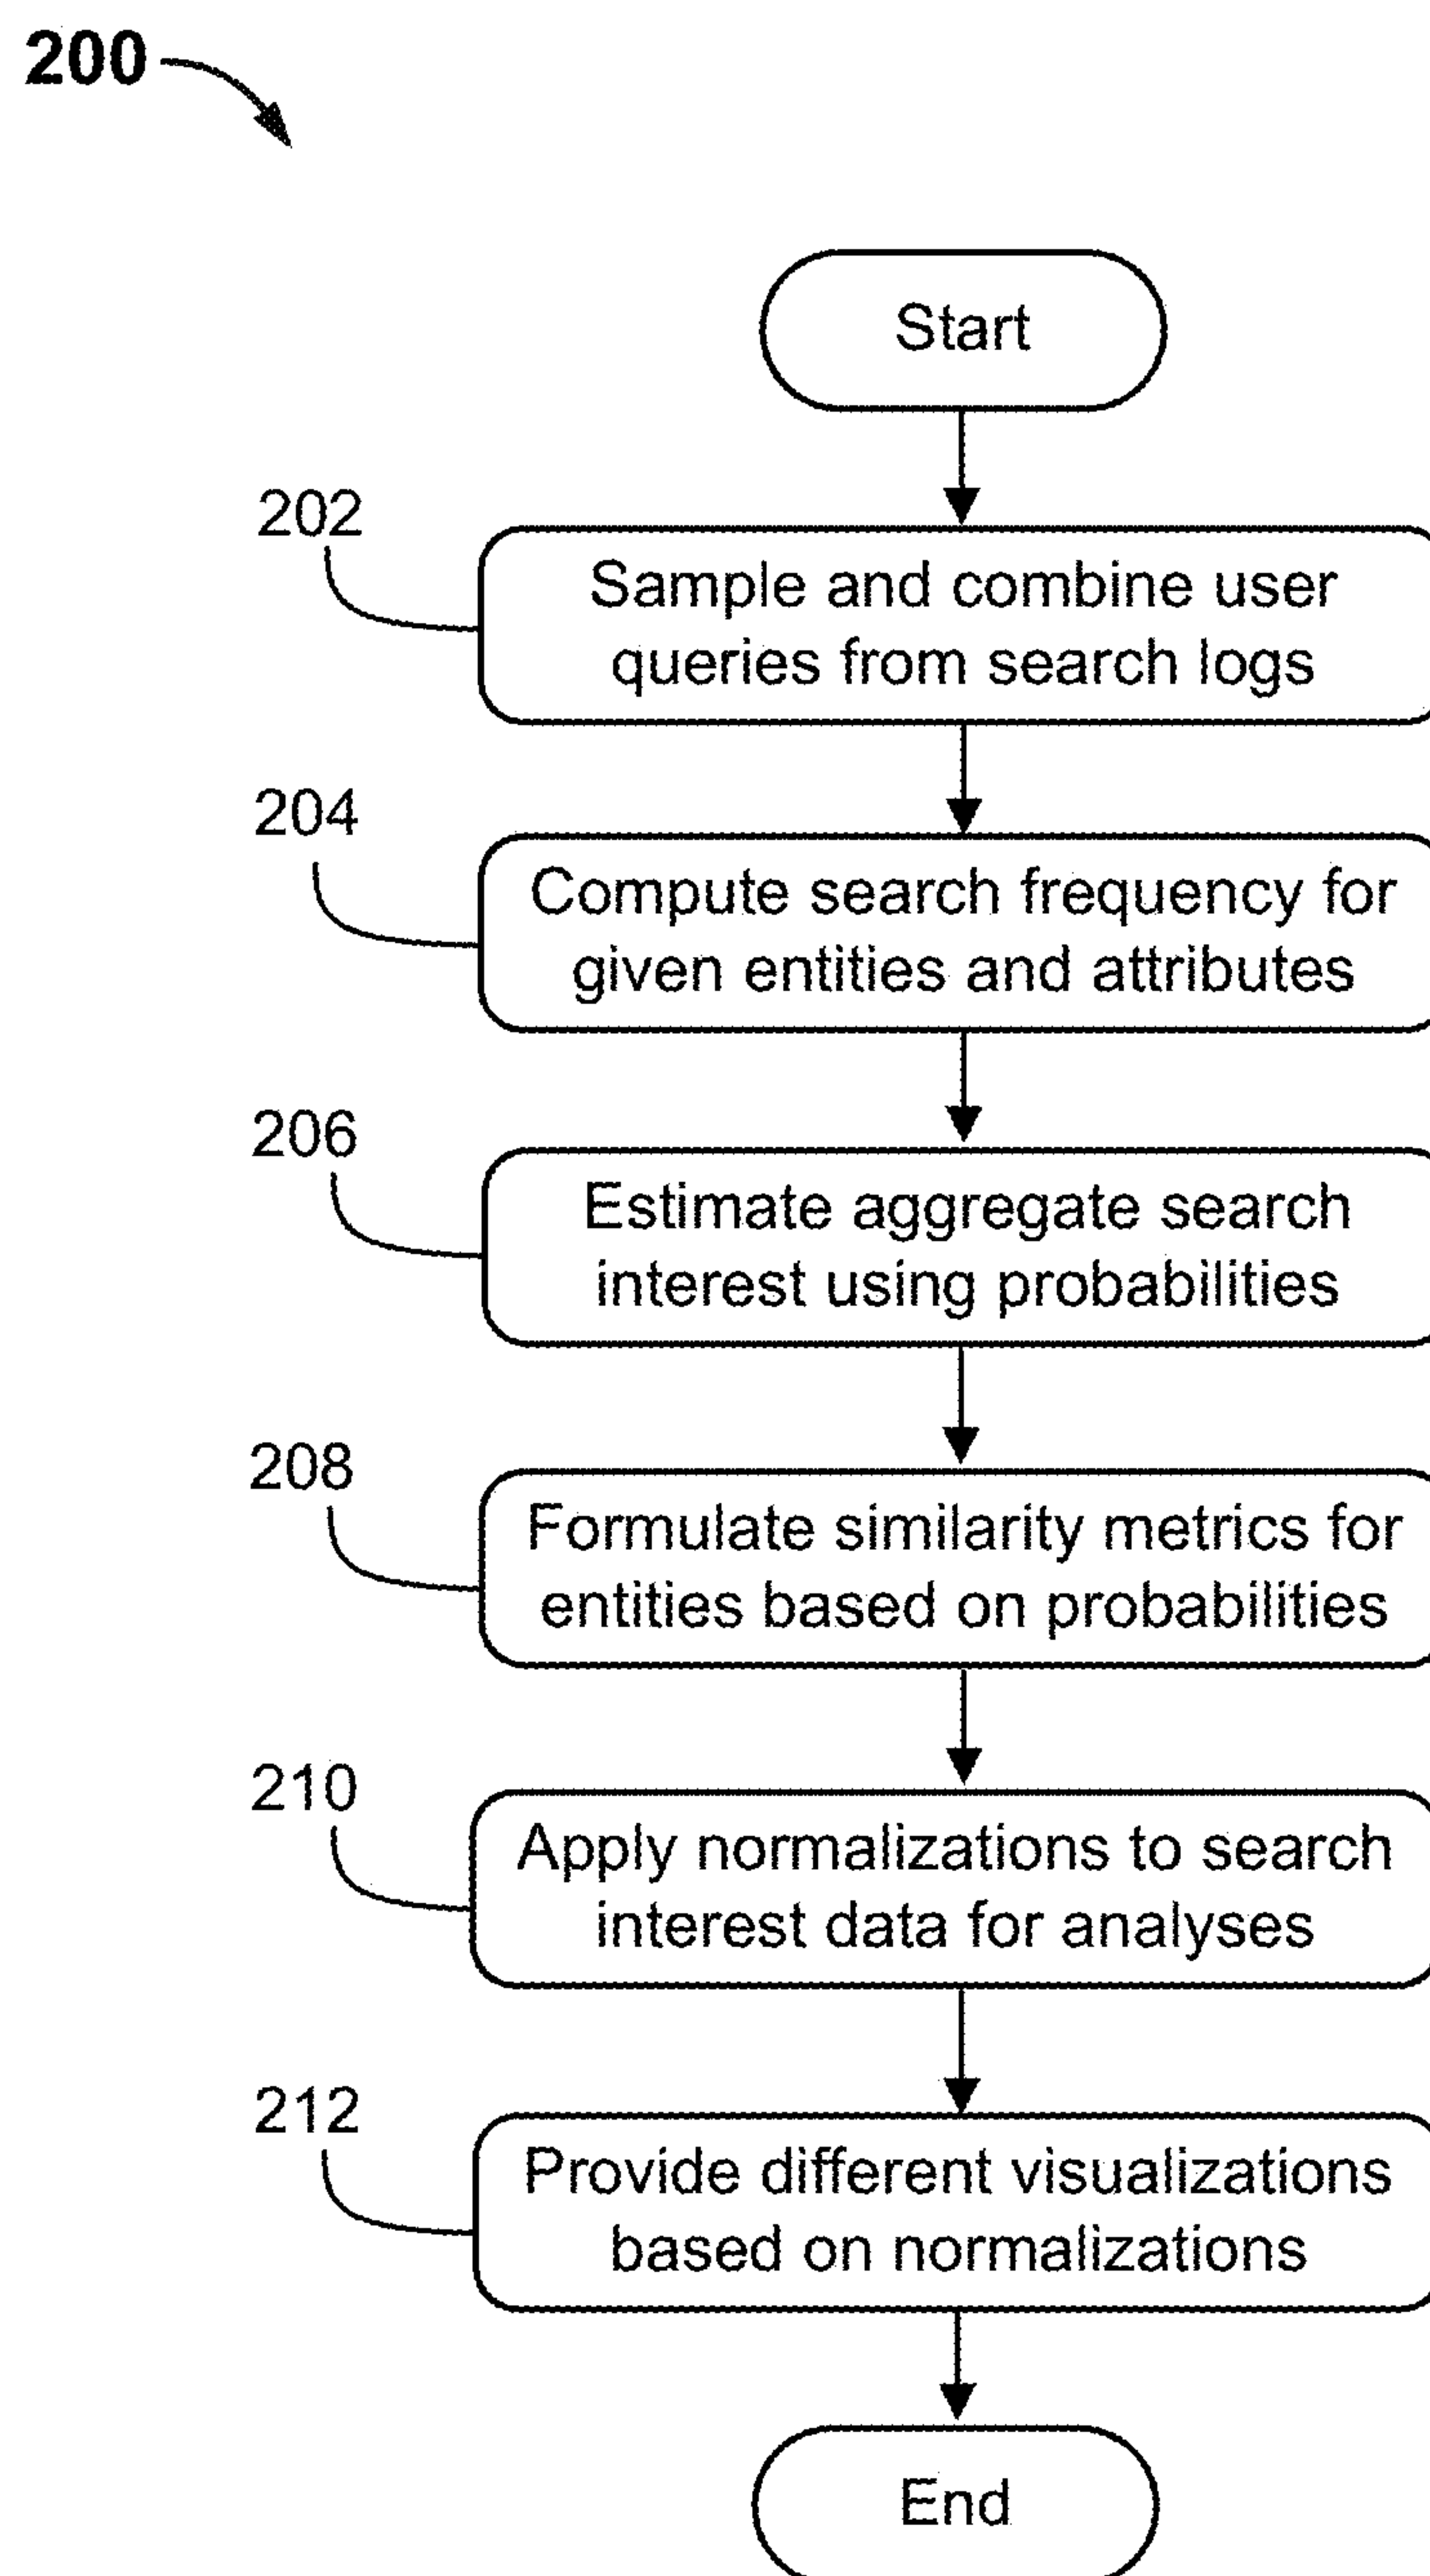 200
Start
202
Sample and combine user
queries from search logs
204
Compute search frequency for
given entities and attributes
206
Estimate aggregate search
interest using probabilities
208
Formulate similarity metrics for
entities based on probabilities
210
Apply normalizations to search
interest data for analyses
212
Provide different visualizations
based on normalizations
End